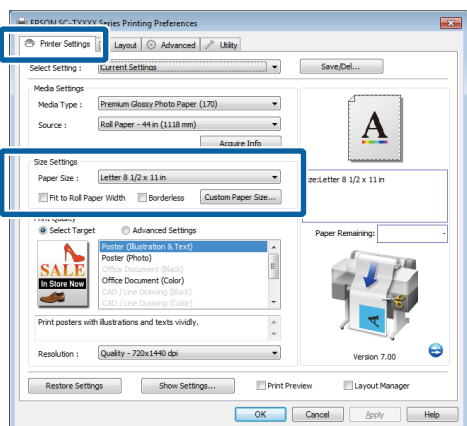 EPSON SC-TXXXX Series Printing Preferences
Printer Settings
Layout
Advanced
Utility
Select Setting :
Current Settings
Save/Del...
Media Settings
Media Type :
Premium Glossy Photo Paper (170)
Source :
Roll Paper - 44 in (1118 mm)
Acquire Info
A
Size Settings
Paper Size :
Letter 8 1/2 x 11 in
Fit to Roll Paper Width
Borderless
Custom Paper Size...
ze:Letter 8 1/2 x 11 in
Print Quality
Select Target
Advanced Settings
Paper Remaining:
-
SALE
In Store Now
Poster (Illustration & Text)
Poster (Photo)
Office Document (Black)
Office Document (Color)
CAD / Line Drawing (Black)
CAD / Line Drawing (Color)
A
Print posters with illustrations and texts vividly.
Resolution :
Quality - 720x1440 dpi
Version 7.00
Restore Settings
Show Settings...
Print Preview
Layout Manager
OK
Cancel
Apply
Help